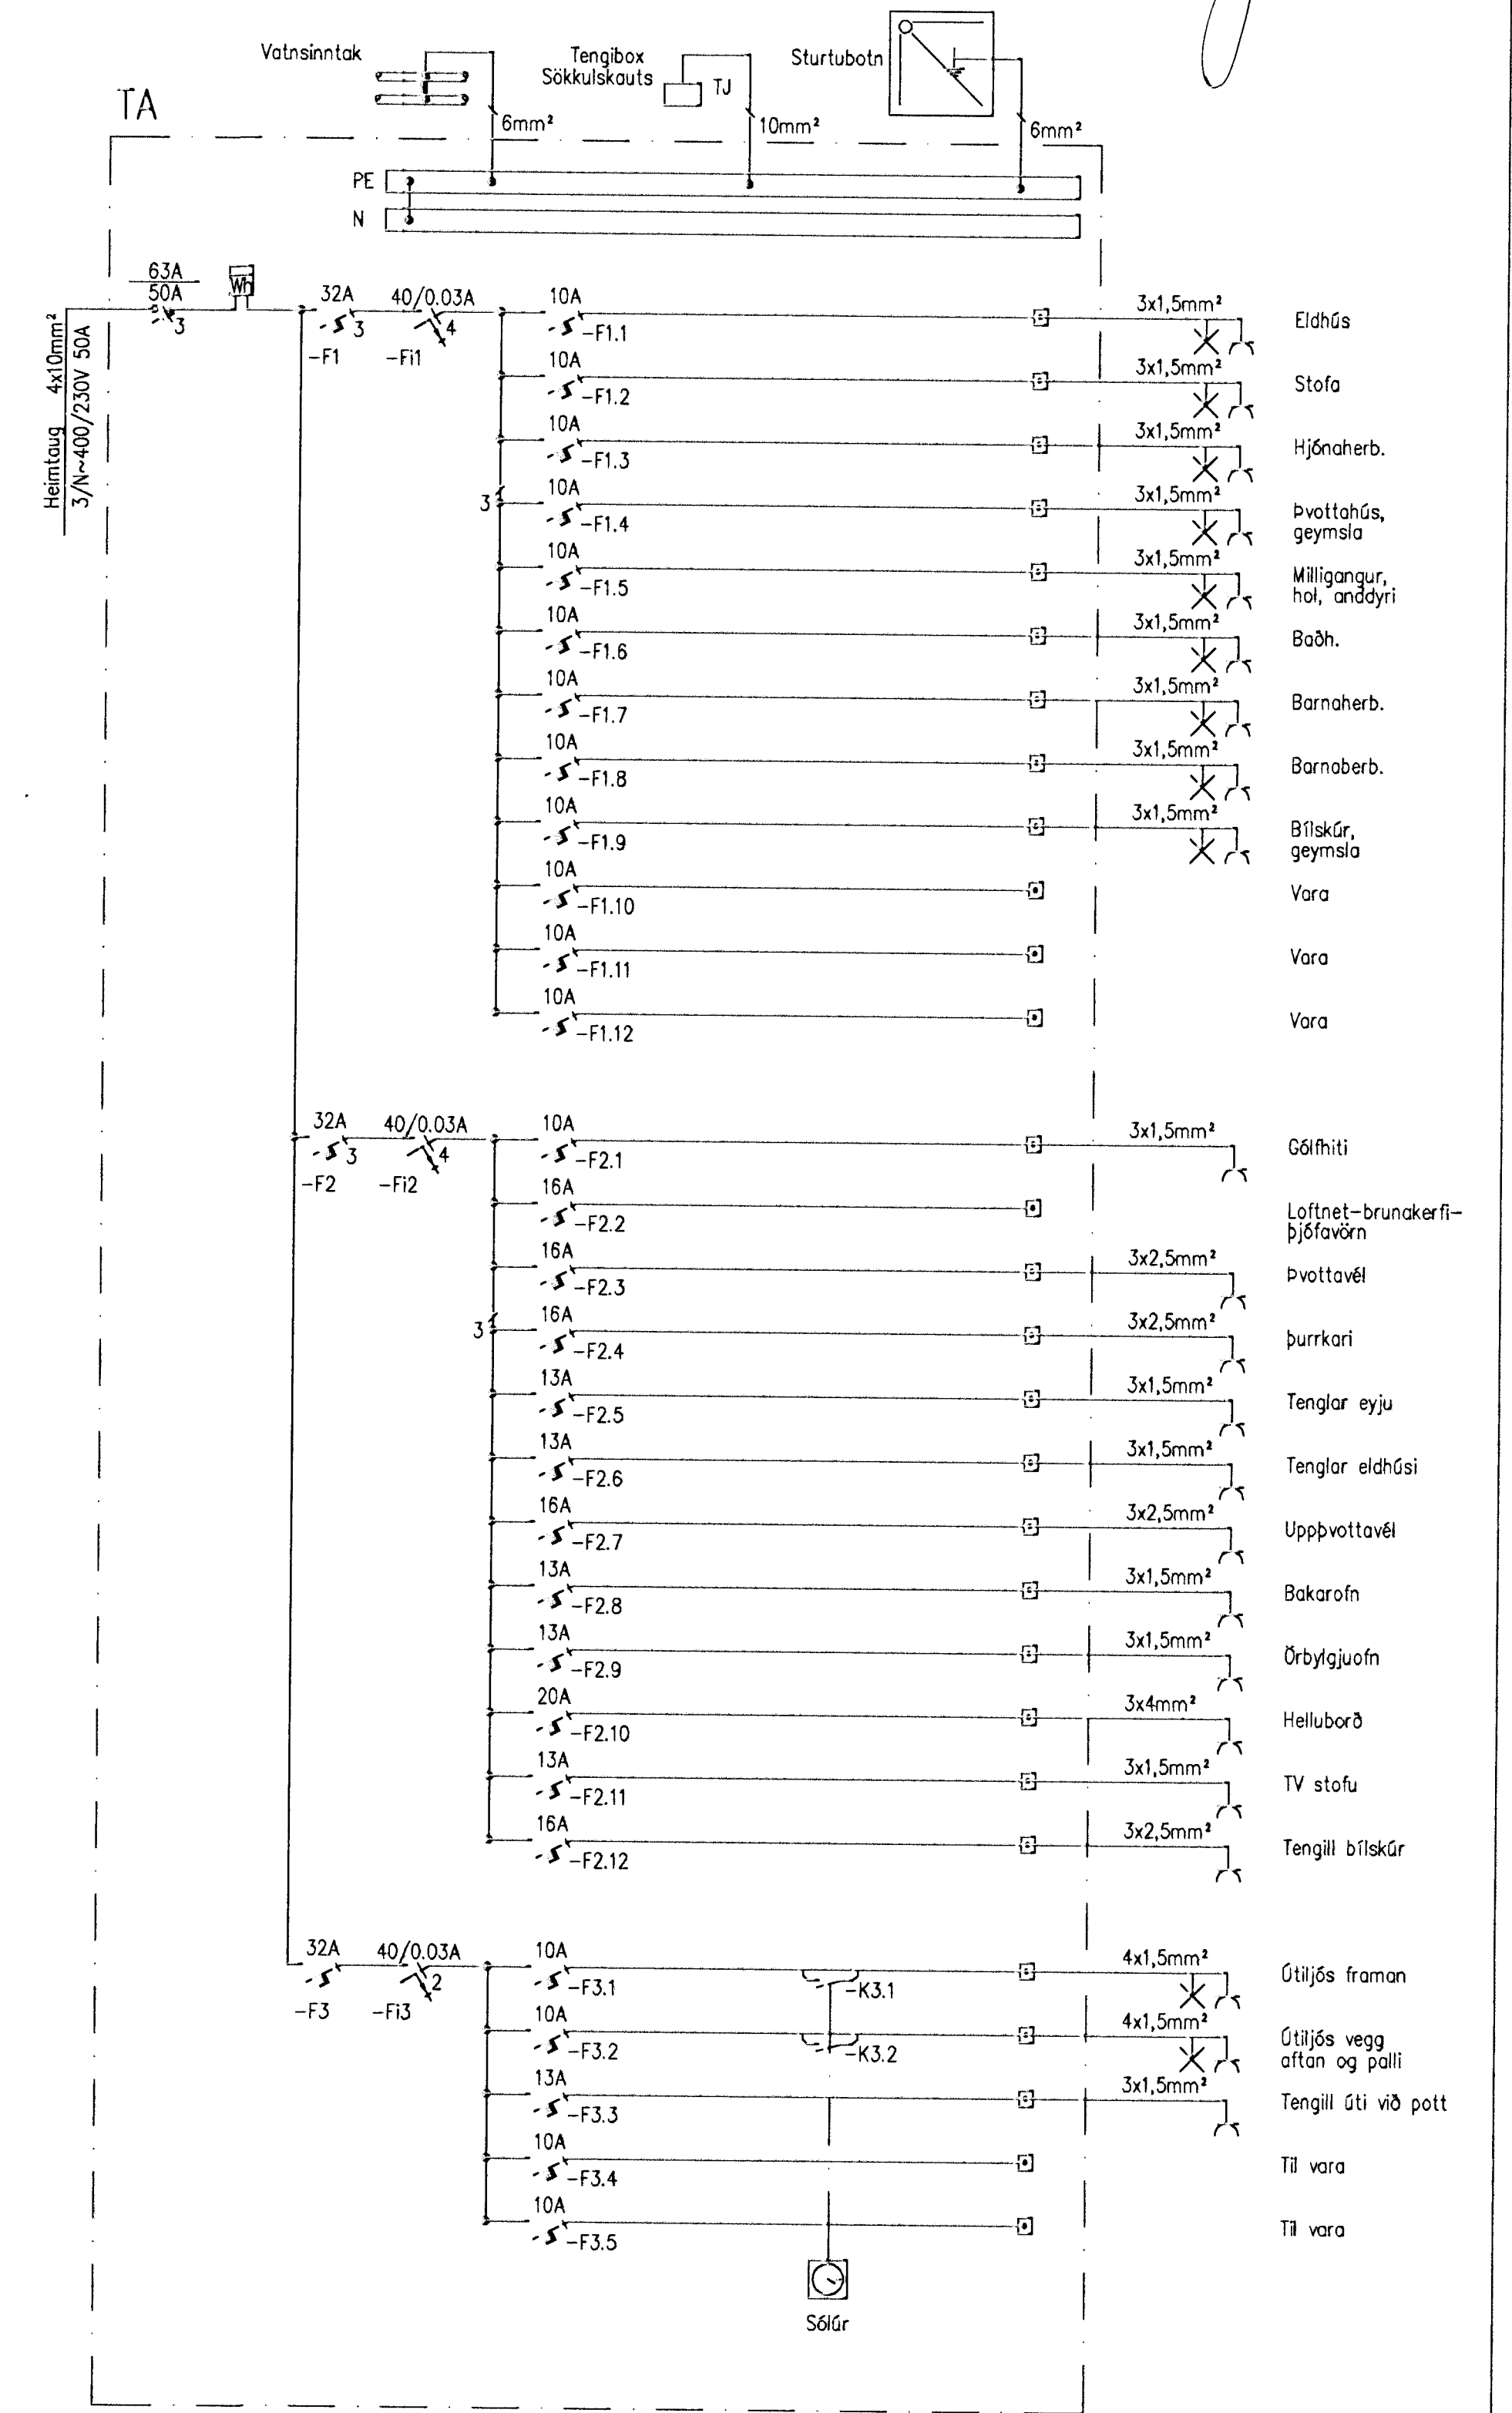 Vatnsinntak
Tengibox
Sökkulskauts
TJ
Sturtubotn
TA
6mm²
10mm²
6mm²
PE
N
Heimtaug 4x10mm²
3/N~400/230V 50A
63A
50A
3
Wh
32A
3
-F1
40/0.03A
4
-Fi1
10A
-F1.1
3x1,5mm²
Eldhús
10A
-F1.2
3x1,5mm²
Stofa
10A
-F1.3
3x1,5mm²
Hjónaherb.
3
10A
-F1.4
3x1,5mm²
Þvottahús,
geymsla
10A
-F1.5
3x1,5mm²
Milligangur,
hol, anddyri
10A
-F1.6
3x1,5mm²
Baðh.
10A
-F1.7
3x1,5mm²
Barnaherb.
10A
-F1.8
3x1,5mm²
Barnaberb.
10A
-F1.9
3x1,5mm²
Bílskúr,
geymsla
10A
-F1.10
Vara
10A
-F1.11
Vara
10A
-F1.12
Vara
32A
3
-F2
40/0.03A
4
-Fi2
10A
-F2.1
3x1,5mm²
Gólfhiti
16A
-F2.2
Loftnet-brunakerfi-
þjófavörn
16A
-F2.3
3x2,5mm²
Þvottavél
3
16A
-F2.4
3x2,5mm²
þurrkari
13A
-F2.5
3x1,5mm²
Tenglar eyju
13A
-F2.6
3x1,5mm²
Tenglar eldhúsi
16A
-F2.7
3x2,5mm²
Uppþvottavél
13A
-F2.8
3x1,5mm²
Bakarofn
13A
-F2.9
3x1,5mm²
Örbylgjuofn
20A
-F2.10
3x4mm²
Helluborð
13A
-F2.11
3x1,5mm²
TV stofu
16A
-F2.12
3x2,5mm²
Tengill bílskúr
32A
-F3
40/0.03A
2
-Fi3
10A
-F3.1
-K3.1
4x1,5mm²
Útiljós framan
10A
-F3.2
-K3.2
4x1,5mm²
Útiljós vegg
aftan og palli
13A
-F3.3
3x1,5mm²
Tengill úti við pott
10A
-F3.4
Til vara
10A
-F3.5
Til vara
Sólúr